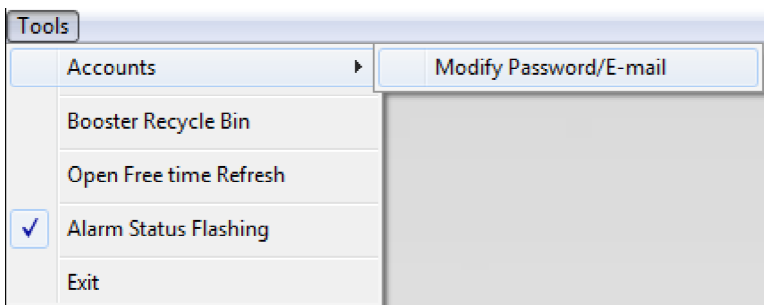 Tools
Accounts
Modify Password/E-mail
Booster Recycle Bin
Open Free time Refresh
Alarm Status Flashing
Exit